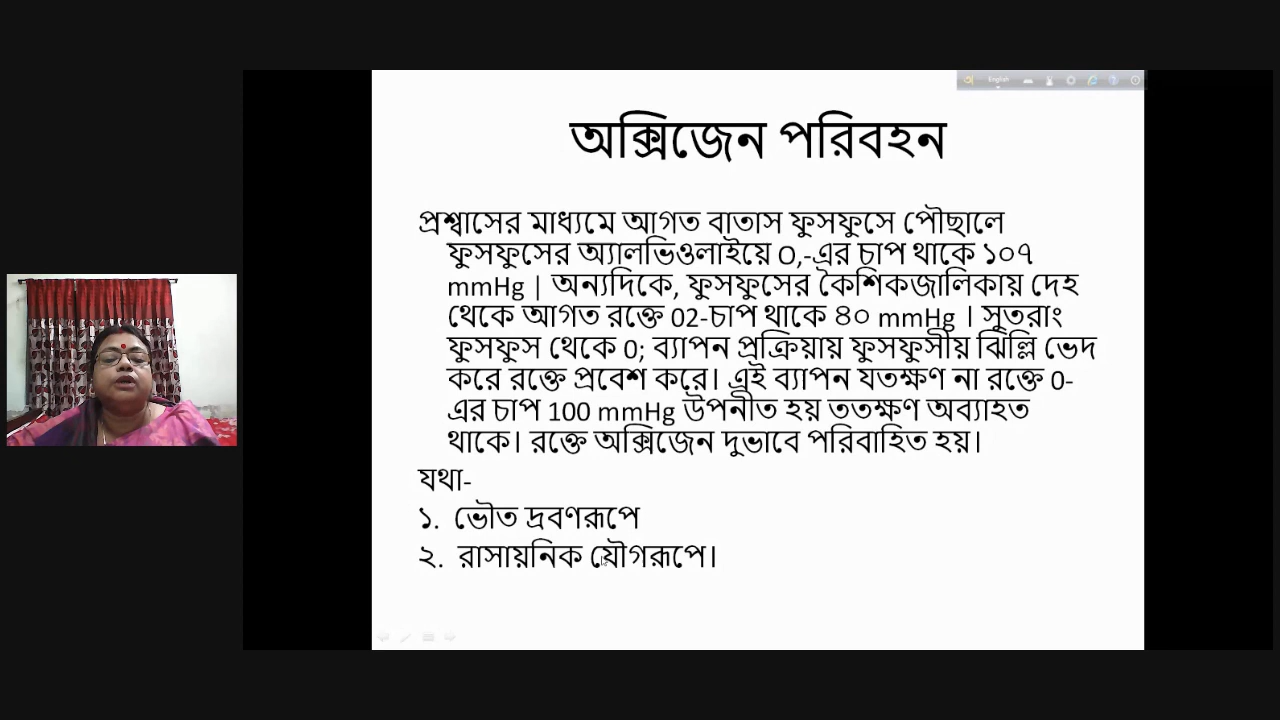 English
অক্সিজেন পরিবহন
প্রশ্বাসের মাধ্যমে আগত বাতাস ফুসফুসে পৌছালে
ফুসফুসের অ্যালভিওলাইয়ে O,-এর চাপ থাকে ১০৭
mmHg | অন্যদিকে, ফুসফুসের কৈশিকজালিকায় দেহ
থেকে আগত রক্তে 02-চাপ থাকে ৪০ mmHg । সুতরাং
ফুসফুস থেকে 0; ব্যাপন প্রক্রিয়ায় ফুসফুসীয় ঝিল্লি ভেদ
করে রক্তে প্রবেশ করে। এই ব্যাপন যতক্ষণ না রক্তে 0-
এর চাপ 100 mmHg উপনীত হয় ততক্ষণ অব্যাহত
থাকে। রক্তে অক্সিজেন দুভাবে পরিবাহিত হয়।
যথা-
১. ভৌত দ্রবণরূপে
২. রাসায়নিক যৌগরূপে।